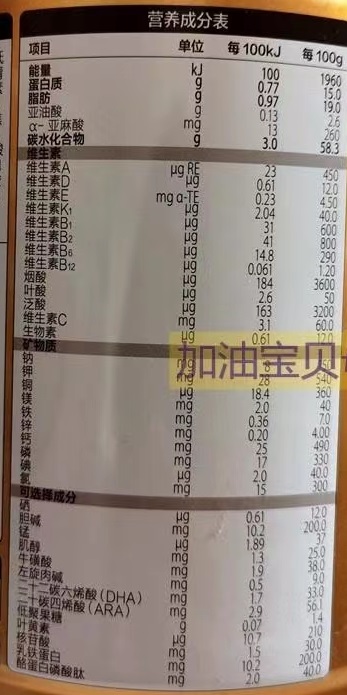 营养成分表
项目 单位 每 100kJ 每 100g
能量 kJ 100 1960
蛋白质 g 0.77 15.0
脂肪 g 0.97 19.0
亚油酸 g 0.13 2.6
α- 亚麻酸 mg 13 260
碳水化合物 g 3.0 58.3
维生素
维生素A μg RE 23 450
维生素D μg 0.61 12.0
维生素E mg α-TE 0.23 4.50
维生素K₁ μg 2.04 40.0
维生素B₁ μg 31 600
维生素B₂ μg 41 800
维生素B₆ μg 14.8 290
维生素B₁₂ μg 0.061 1.20
烟酸 μg 184 3600
叶酸 μg 2.6 50
泛酸 μg 163 3200
维生素C mg 3.1 60.0
生物素 μg 0.61 12.0
加油宝贝
矿物质
钠 mg
钾 mg 28 540
铜 μg 18.4 360
镁 mg 2.0 40
铁 mg 0.36 7.0
锌 mg 0.20 4.00
钙 mg 25 490
磷 mg 17 330
碘 μg 2.0 40.0
氯 mg 15 300
可选择成分
硒 μg 0.61 12.0
胆碱 mg 10.2 200.0
锰 μg 1.89 37
肌醇 mg 1.3 25.0
牛磺酸 mg 1.9 38.0
左旋肉碱 mg 0.5 9.0
二十二碳六烯酸 (DHA) mg 1.7 33.0
二十碳四烯酸 (ARA) mg 2.9 56.1
低聚果糖 g 0.07 1.4
叶黄素 μg 10.7 210
核苷酸 mg 1.5 30.0
乳铁蛋白 mg 10.2 200.0
酪蛋白磷酸肽 mg 2.0 40.0